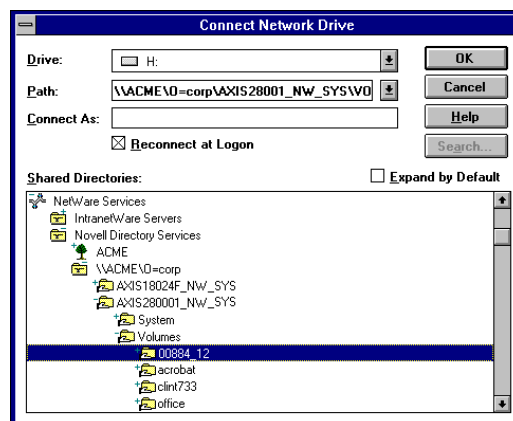 Connect Network Drive
Drive: H: OK
Path: \\ACME\O=corp\AXIS28001_NW_SYS\VO Cancel
Connect As: Help
Reconnect at Logon Search...
Shared Directories: Expand by Default
NetWare Services
IntranetWare Servers
Novell Directory Services
ACME
\\ACME\O=corp
AXIS18024F_NW_SYS
AXIS280001_NW_SYS
System
Volumes
00884_12
acrobat
clint733
office